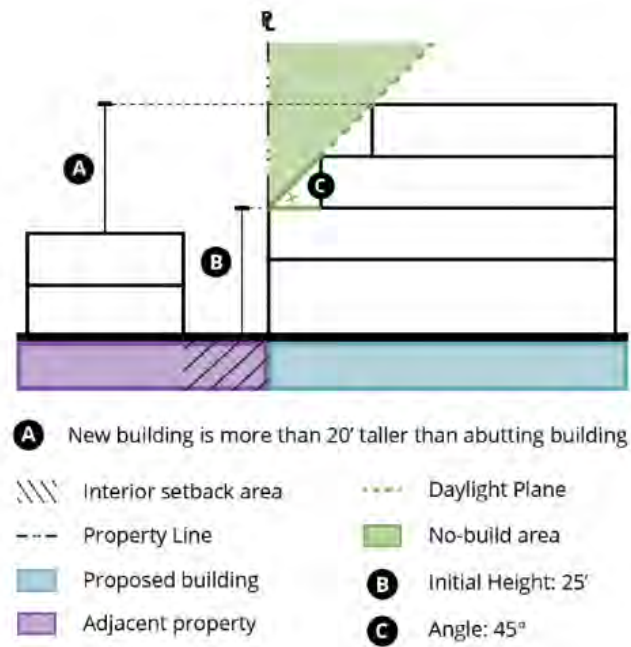 PL
A
C
B
A New building is more than 20’ taller than abutting building
Interior setback area
Daylight Plane
Property Line
No-build area
Proposed building
B Initial Height: 25’
Adjacent property
C Angle: 45°